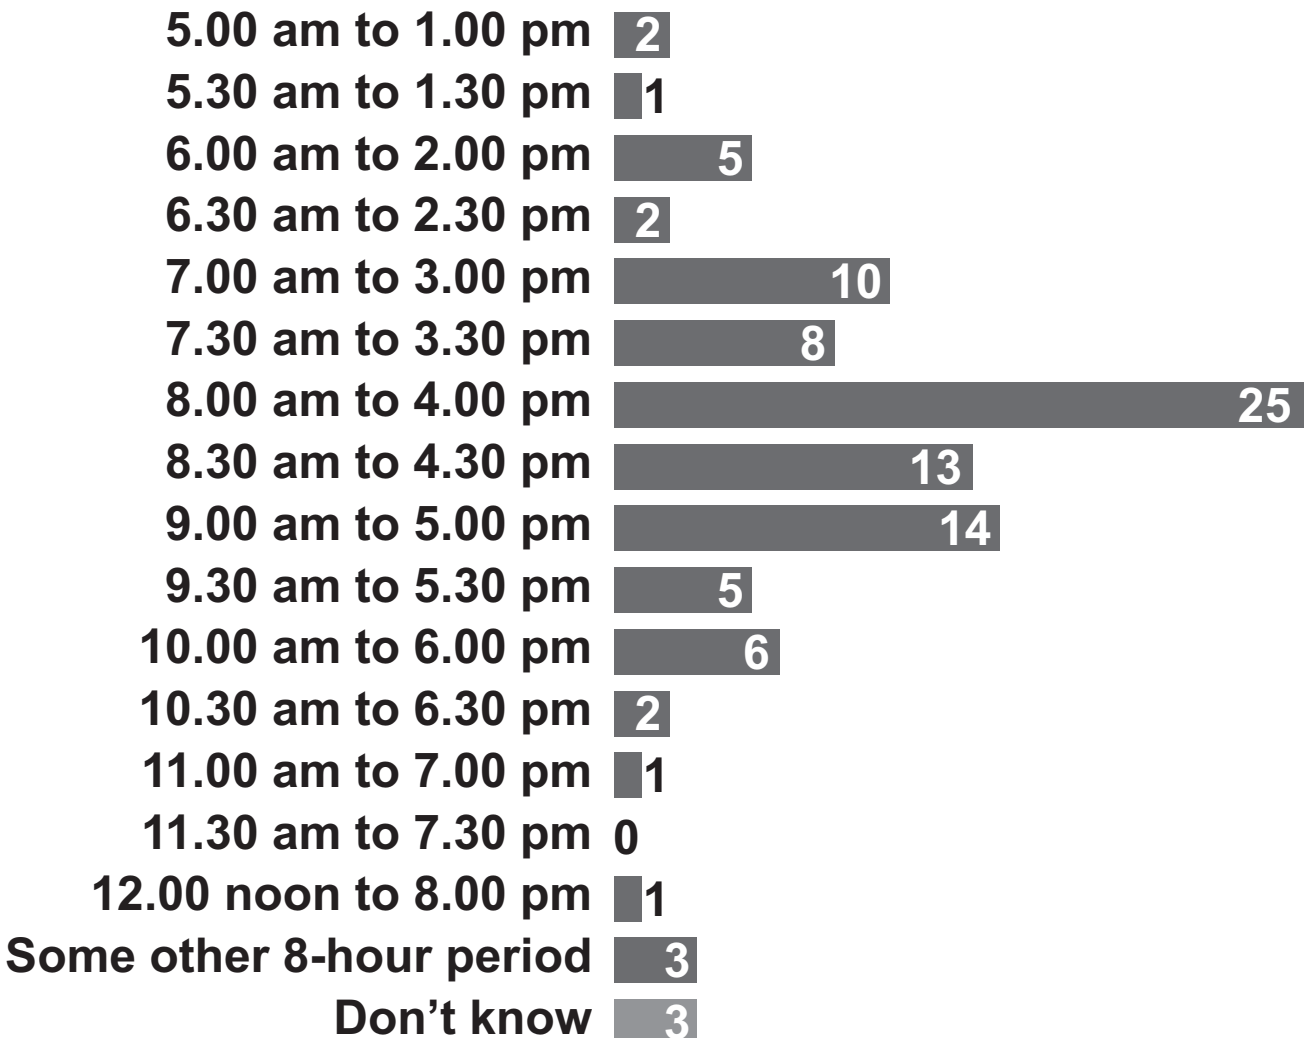 5.00 am to 1.00 pm 2
5.30 am to 1.30 pm 1
6.00 am to 2.00 pm 5
6.30 am to 2.30 pm 2
7.00 am to 3.00 pm 10
7.30 am to 3.30 pm 8
8.00 am to 4.00 pm 25
8.30 am to 4.30 pm 13
9.00 am to 5.00 pm 14
9.30 am to 5.30 pm 5
10.00 am to 6.00 pm 6
10.30 am to 6.30 pm 2
11.00 am to 7.00 pm 1
11.30 am to 7.30 pm 0
12.00 noon to 8.00 pm 1
Some other 8-hour period 3
Don’t know 3